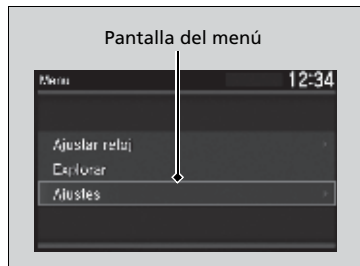 Pantalla del menú
Menu 12:34
Ajustar reloj
Explorar
Ajustes